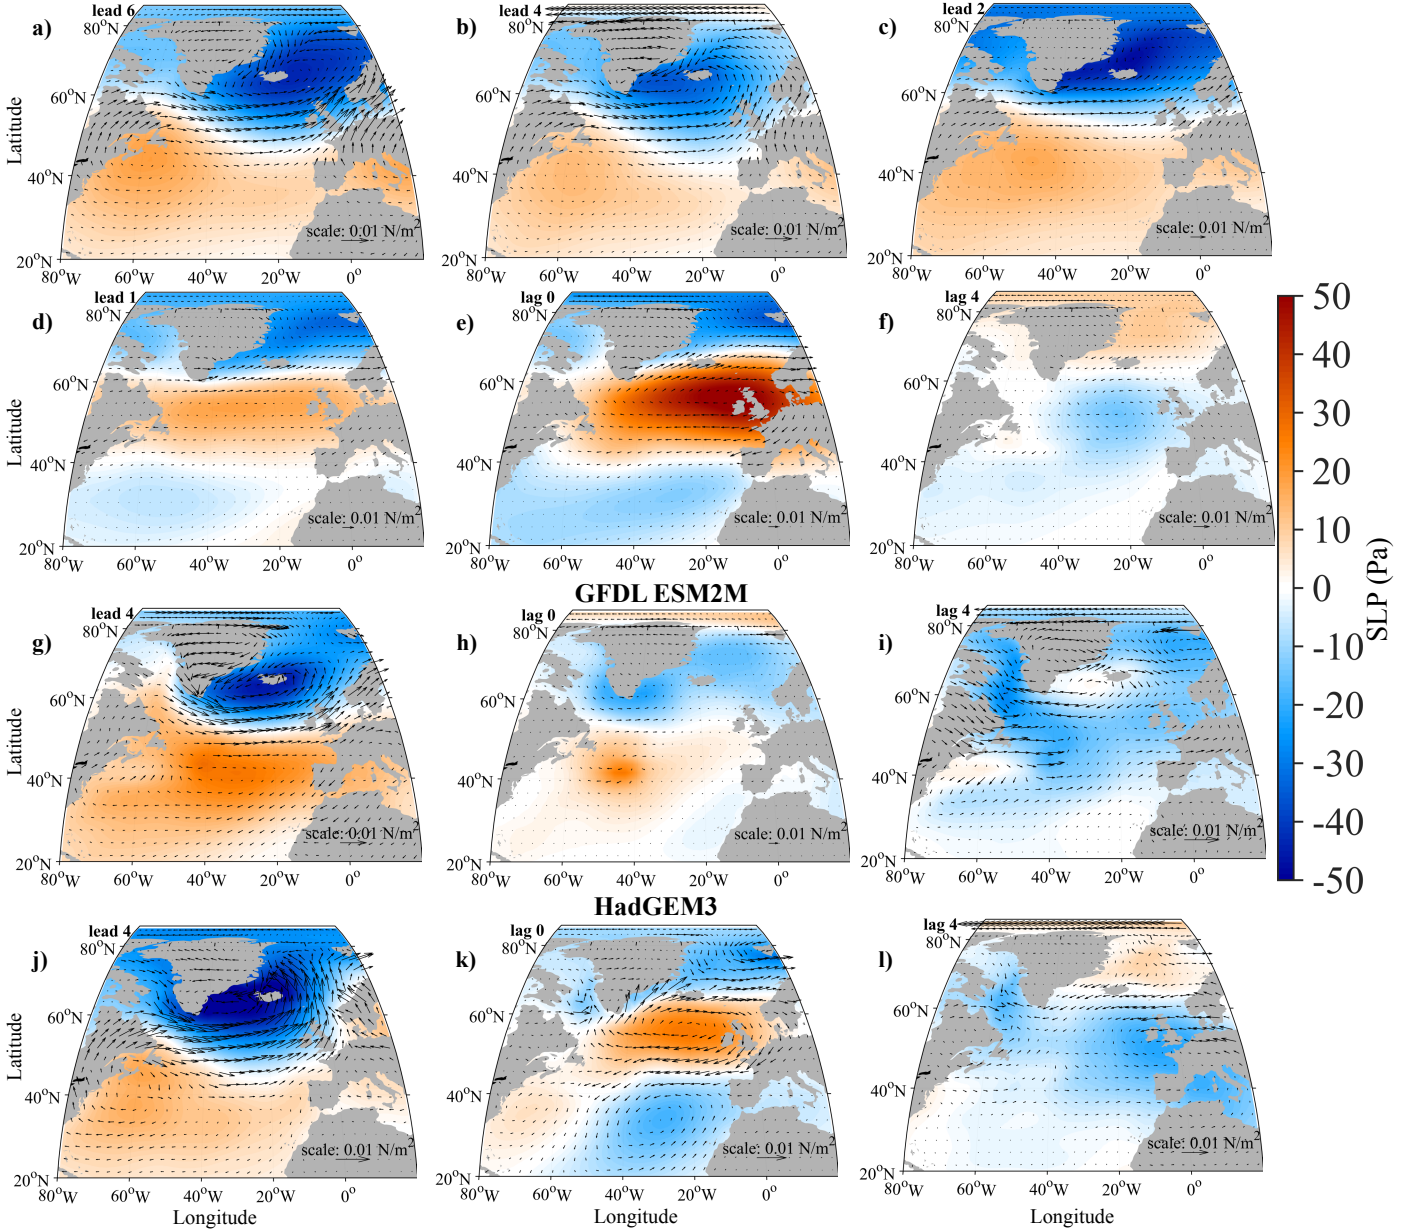 lead 6
a)
80°N
60°N
40°N
20°N
Latitude
scale: 0.01 N/m²
80°W 60°W 40°W 20°W 0°
lead 4
b)
80°N
60°N
40°N
20°N
scale: 0.01 N/m²
80°W 60°W 40°W 20°W 0°
lead 2
c)
80°N
60°N
40°N
20°N
scale: 0.01 N/m²
80°W 60°W 40°W 20°W 0°
lead 1
d)
80°N
60°N
40°N
20°N
Latitude
scale: 0.01 N/m²
80°W 60°W 40°W 20°W 0°
lag 0
e)
80°N
60°N
40°N
20°N
scale: 0.01 N/m²
80°W 60°W 40°W 20°W 0°
lag 4
f)
80°N
60°N
40°N
20°N
scale: 0.01 N/m²
80°W 60°W 40°W 20°W 0°
50
40
30
20
10
0
-10
-20
-30
-40
-50
SLP (Pa)
GFDL ESM2M
lead 4
g)
80°N
60°N
40°N
20°N
Latitude
scale: 0.01 N/m²
80°W 60°W 40°W 20°W 0°
lag 0
h)
80°N
60°N
40°N
20°N
scale: 0.01 N/m²
80°W 60°W 40°W 20°W 0°
lag 4
i)
80°N
60°N
40°N
20°N
scale: 0.01 N/m²
80°W 60°W 40°W 20°W 0°
HadGEM3
lead 4
j)
80°N
60°N
40°N
20°N
Latitude
scale: 0.01 N/m²
80°W 60°W 40°W 20°W 0°
Longitude
lag 0
k)
80°N
60°N
40°N
20°N
scale: 0.01 N/m²
80°W 60°W 40°W 20°W 0°
Longitude
lag 4
l)
80°N
60°N
40°N
20°N
scale: 0.01 N/m²
80°W 60°W 40°W 20°W 0°
Longitude